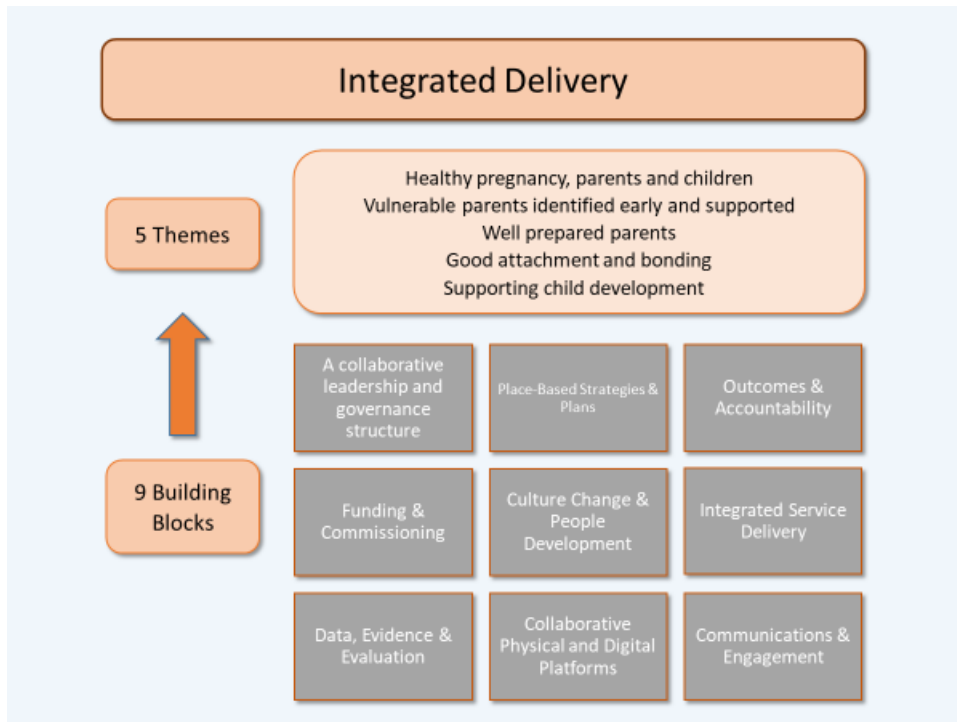 Integrated Delivery
5 Themes
Healthy pregnancy, parents and children
Vulnerable parents identified early and supported
Well prepared parents
Good attachment and bonding
Supporting child development
9 Building
Blocks
A collaborative
leadership and
governance
structure
Place-Based Strategies &
Plans
Outcomes &
Accountability
Funding &
Commissioning
Culture Change &
People
Development
Integrated Service
Delivery
Data, Evidence &
Evaluation
Collaborative
Physical and Digital
Platforms
Communications &
Engagement